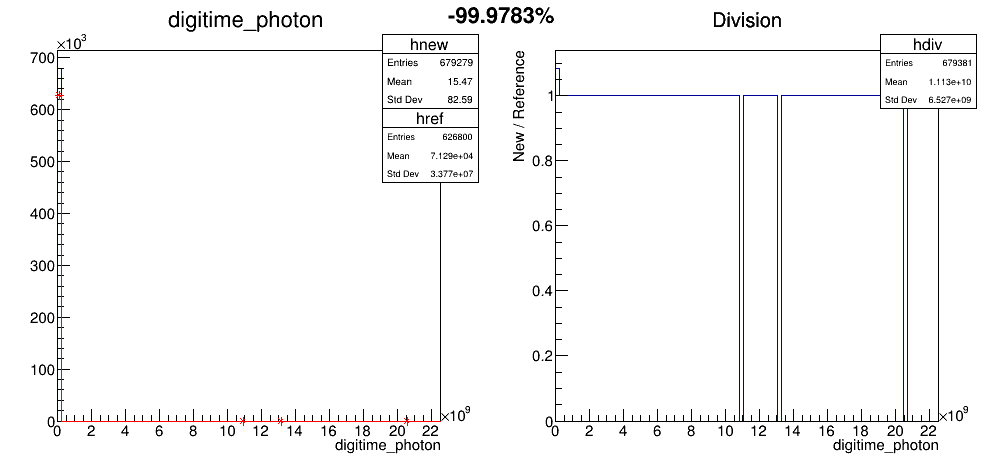 -99.9783%
digitime_photon
×10³
700
600
500
400
300
200
100
0
0 2 4 6 8 10 12 14 16 18 20 22
×10⁹
digitime_photon
hnew
Entries 679279
Mean 15.47
Std Dev 82.59
href
Entries 626800
Mean 7.129e+04
Std Dev 3.377e+07
Division
New / Reference
1
0.8
0.6
0.4
0.2
0
0 2 4 6 8 10 12 14 16 18 20 22
×10⁹
digitime_photon
hdiv
Entries 679381
Mean 1.113e+10
Std Dev 6.527e+09